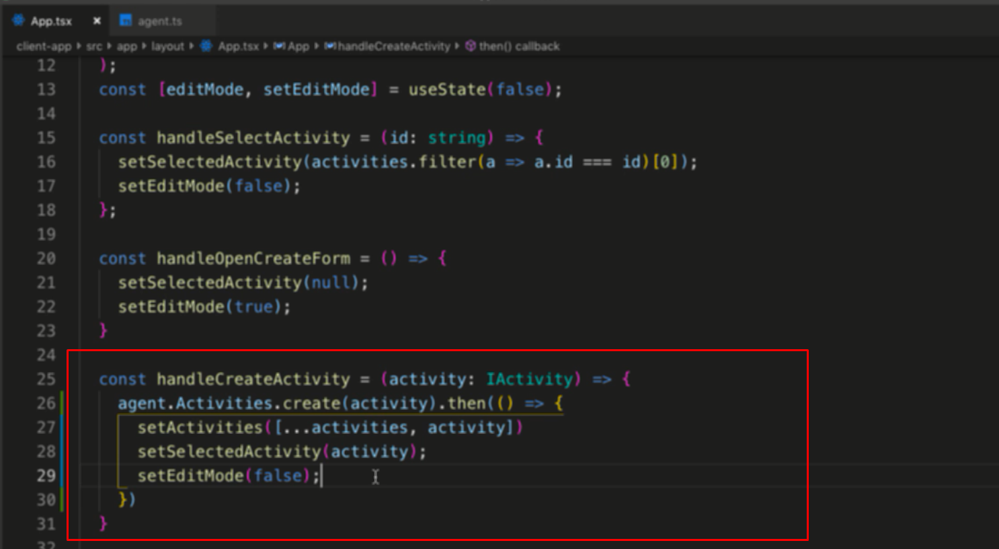 App.tsx × agent.ts
client-app src app layout App.tsx App handleCreateActivity then() callback
12 );
13 const [editMode, setEditMode] = useState(false);
14
15 const handleSelectActivity = (id: string) => {
16 setSelectedActivity(activities.filter(a => a.id === id)[0]);
17 setEditMode(false);
18 };
19
20 const handleOpenCreateForm = () => {
21 setSelectedActivity(null);
22 setEditMode(true);
23 }
24
25 const handleCreateActivity = (activity: IActivity) => {
26 agent.Activities.create(activity).then(() => {
27 setActivities([...activities, activity])
28 setSelectedActivity(activity);
29 setEditMode(false);
30 })
31 }
32